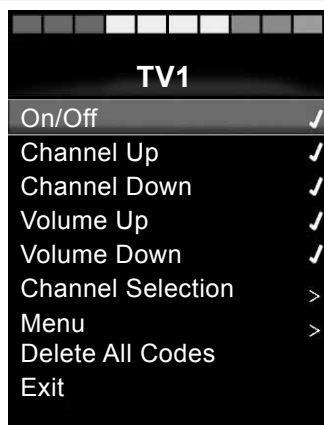 TV1
On/Off ✓
Channel Up ✓
Channel Down ✓
Volume Up ✓
Volume Down ✓
Channel Selection >
Menu >
Delete All Codes
Exit